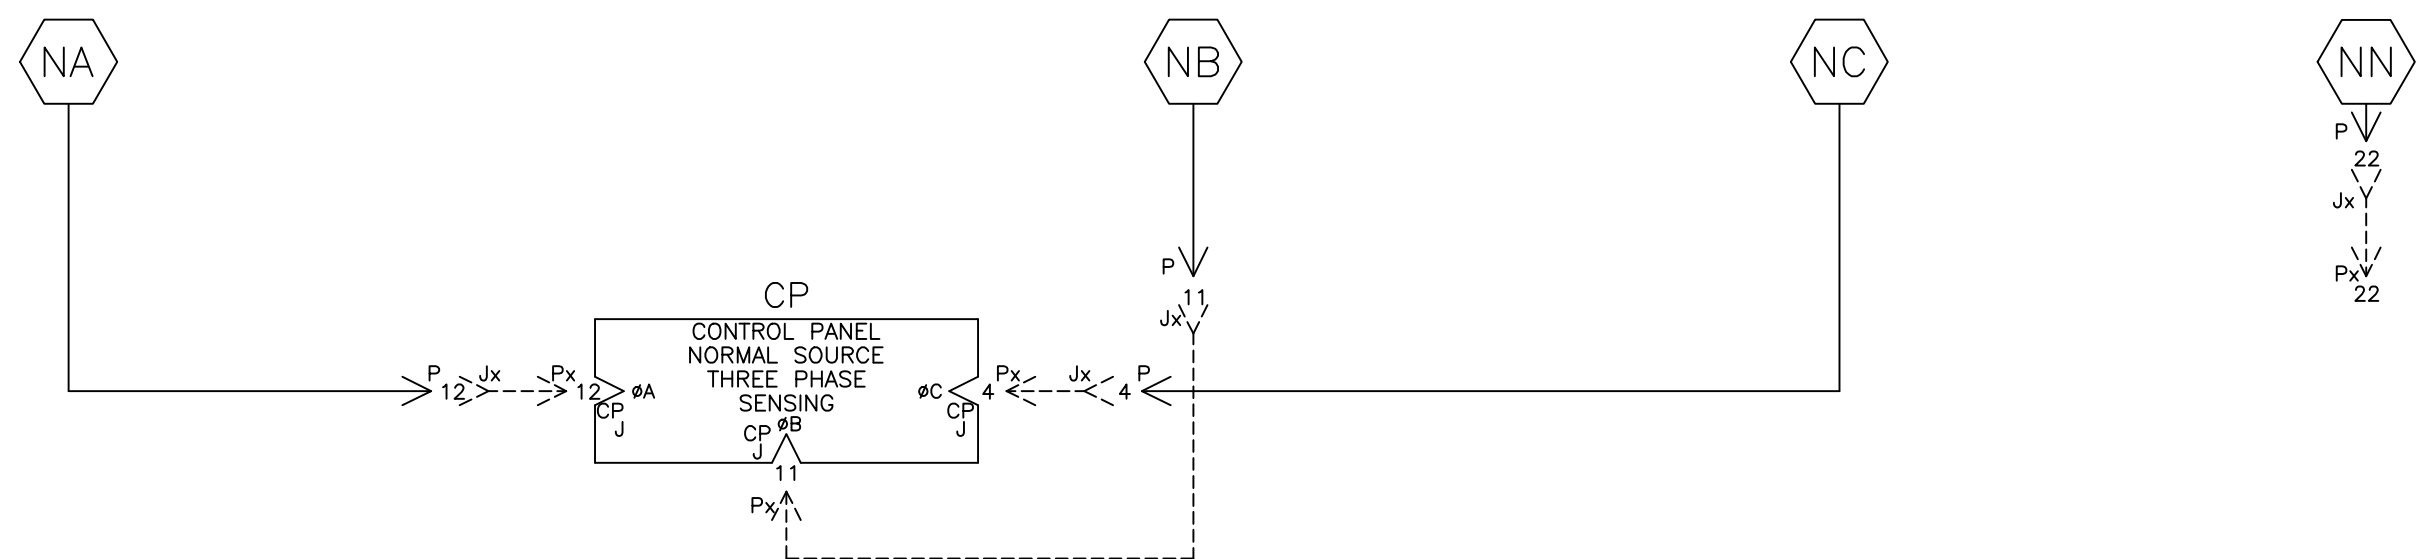 NA
NB
NC
NN
P
22
Jx
Px
22
P
11
Jx
CP
CONTROL PANEL
NORMAL SOURCE
THREE PHASE
SENSING
P
12
Jx
Px
12
øA
CP
J
øC
CP
J
4
Px
Jx
4
P
øB
CP
J
11
Px